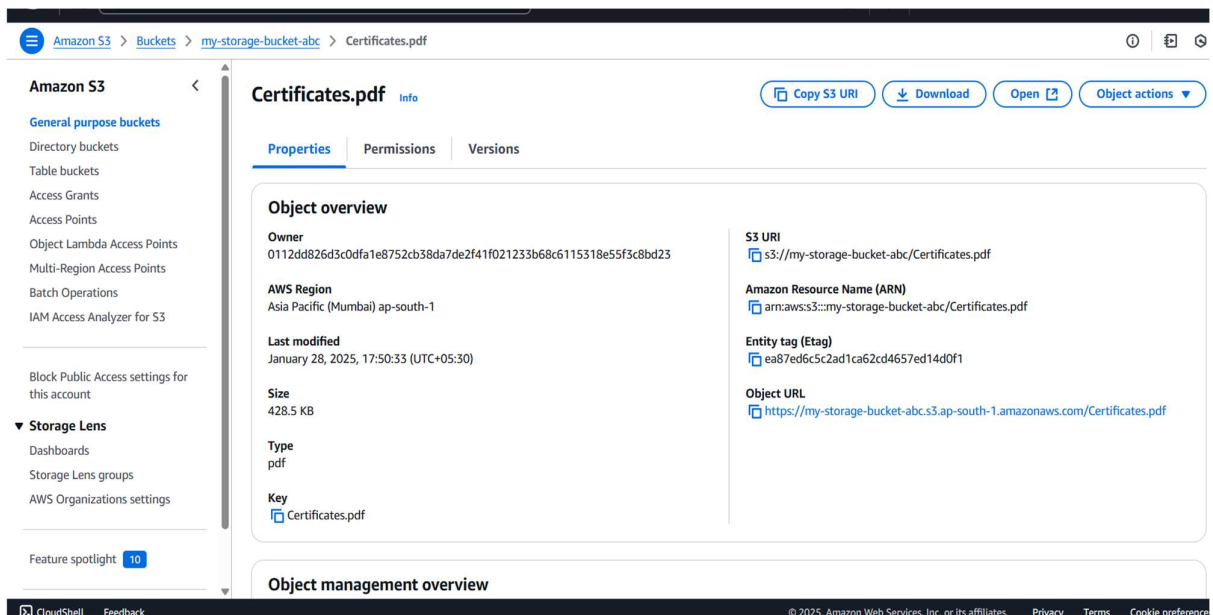 Amazon S3 > Buckets > my-storage-bucket-abc > Certificates.pdf
Amazon S3
General purpose buckets
Directory buckets
Table buckets
Access Grants
Access Points
Object Lambda Access Points
Multi-Region Access Points
Batch Operations
IAM Access Analyzer for S3
Block Public Access settings for
this account
Storage Lens
Dashboards
Storage Lens groups
AWS Organizations settings
Feature spotlight 10
Certificates.pdf Info
Copy S3 URI Download Open Object actions
Properties Permissions Versions
Object overview
Owner
0112dd826d3c0dfa1e8752cb38da7de2f41f021233b68c6115318e55f3c8bd23
AWS Region
Asia Pacific (Mumbai) ap-south-1
Last modified
January 28, 2025, 17:50:33 (UTC+05:30)
Size
428.5 KB
Type
pdf
Key
Certificates.pdf
S3 URI
s3://my-storage-bucket-abc/Certificates.pdf
Amazon Resource Name (ARN)
arn:aws:s3:::my-storage-bucket-abc/Certificates.pdf
Entity tag (Etag)
ea87ed6c5c2ad1ca62cd4657ed14d0f1
Object URL
https://my-storage-bucket-abc.s3.ap-south-1.amazonaws.com/Certificates.pdf
Object management overview
CloudShell Feedback © 2025, Amazon Web Services, Inc. or its affiliates. Privacy Terms Cookie preference